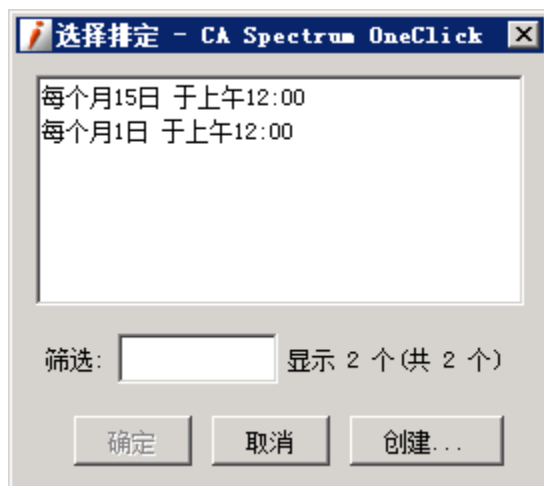 选择排定 - CA Spectrum OneClick
每个月15日 于上午12:00
每个月1日 于上午12:00
筛选: 显示 2 个(共 2 个)
确定 取消 创建...